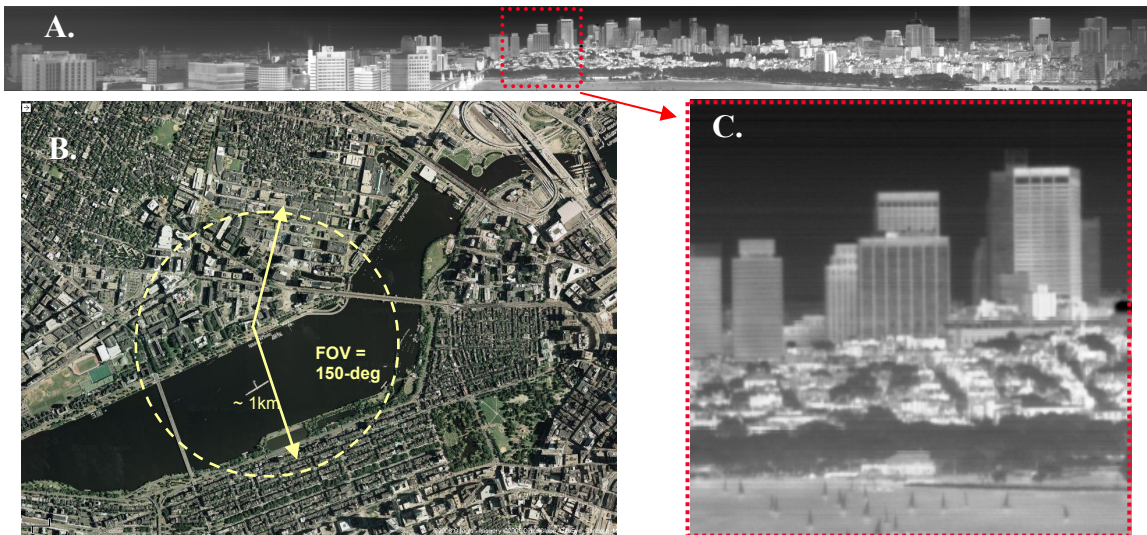 A.
B.
C.
FOV =
150-deg
~ 1km